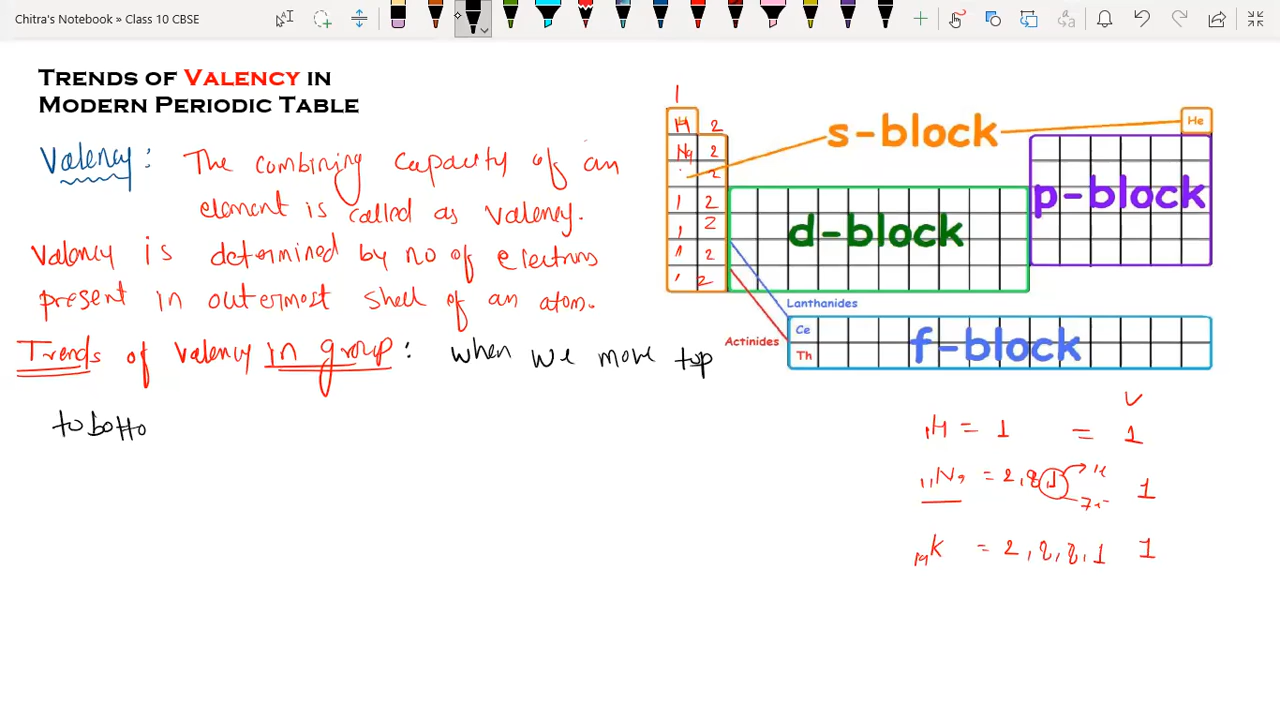 Chitra's Notebook » Class 10 CBSE
TRENDS OF VALENCY IN
MODERN PERIODIC TABLE
Valency : The combining capacity of an
element is called as valency.
Valency is determined by no of electrons
present in outermost shell of an atom.
Trends of valency in group : when we move top
to botto
1
H 2
Na 2
2
1 2
1 2
1 2
1 2
s-block
He
p-block
d-block
Lanthanides
Actinides
Ce
Th
f-block
V
1H = 1 = 1
11Na = 2,8,1 1
19K = 2,8,8,1 1